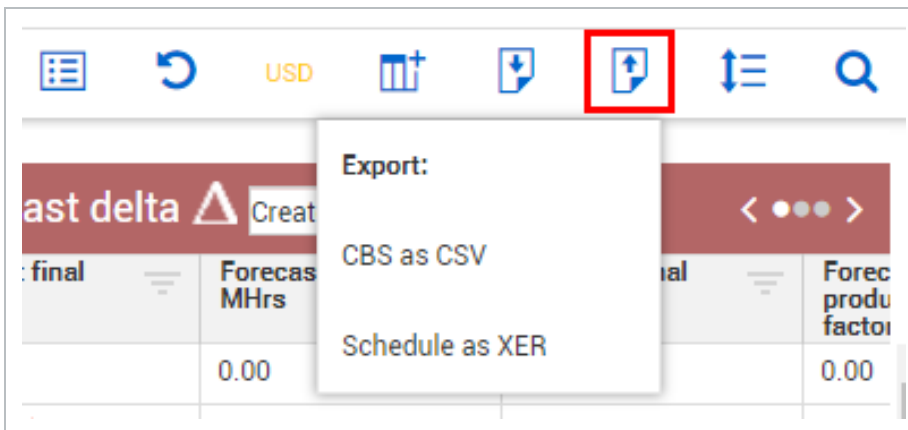 USD
Export:
CBS as CSV
Schedule as XER
ast delta
Creat
final
Forecas
MHrs
nal
Forec
produ
factor
0.00
0.00